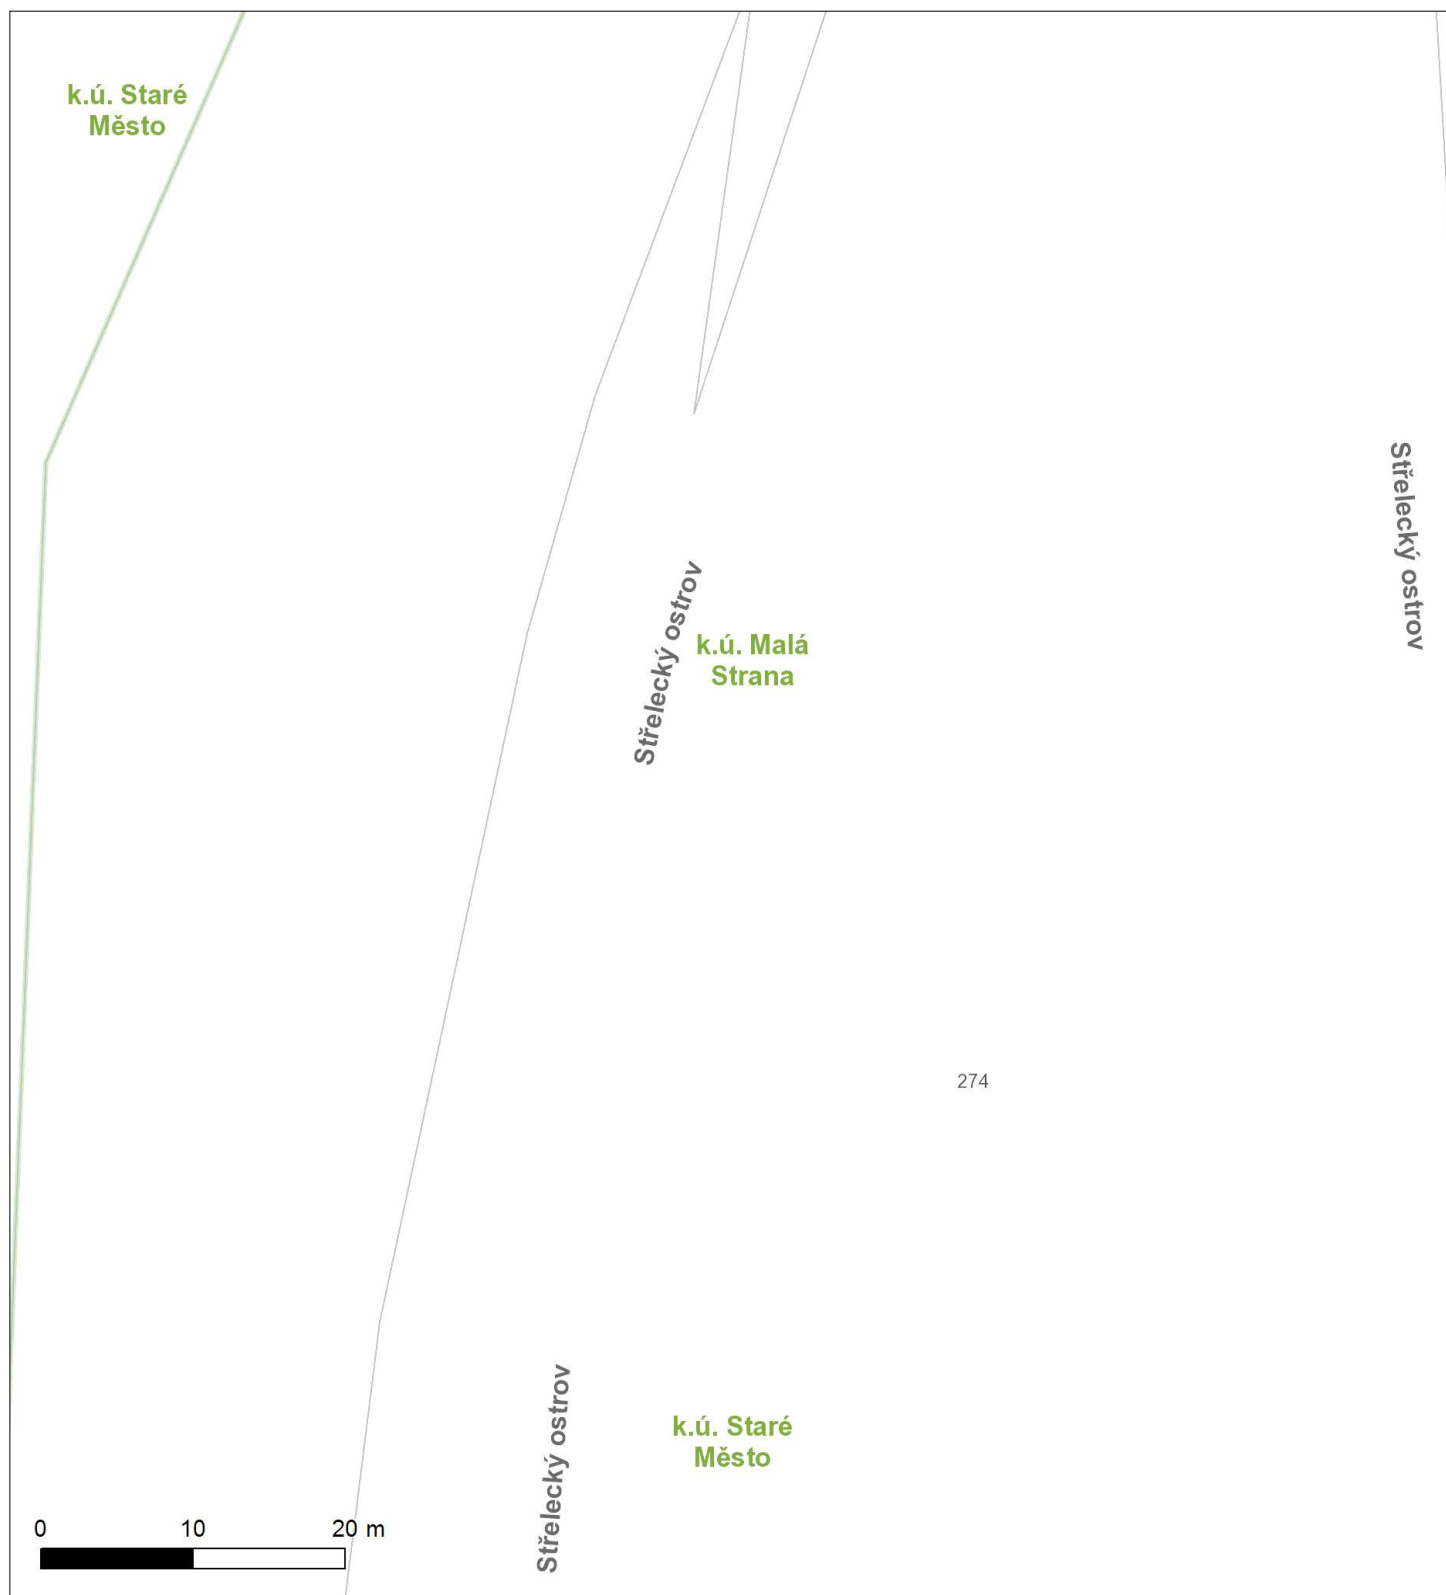 k.ú. Staré
Město
Střelecký ostrov
Střelecký ostrov
k.ú. Malá
Strana
274
Střelecký ostrov
k.ú. Staré
Město
0 10 20 m